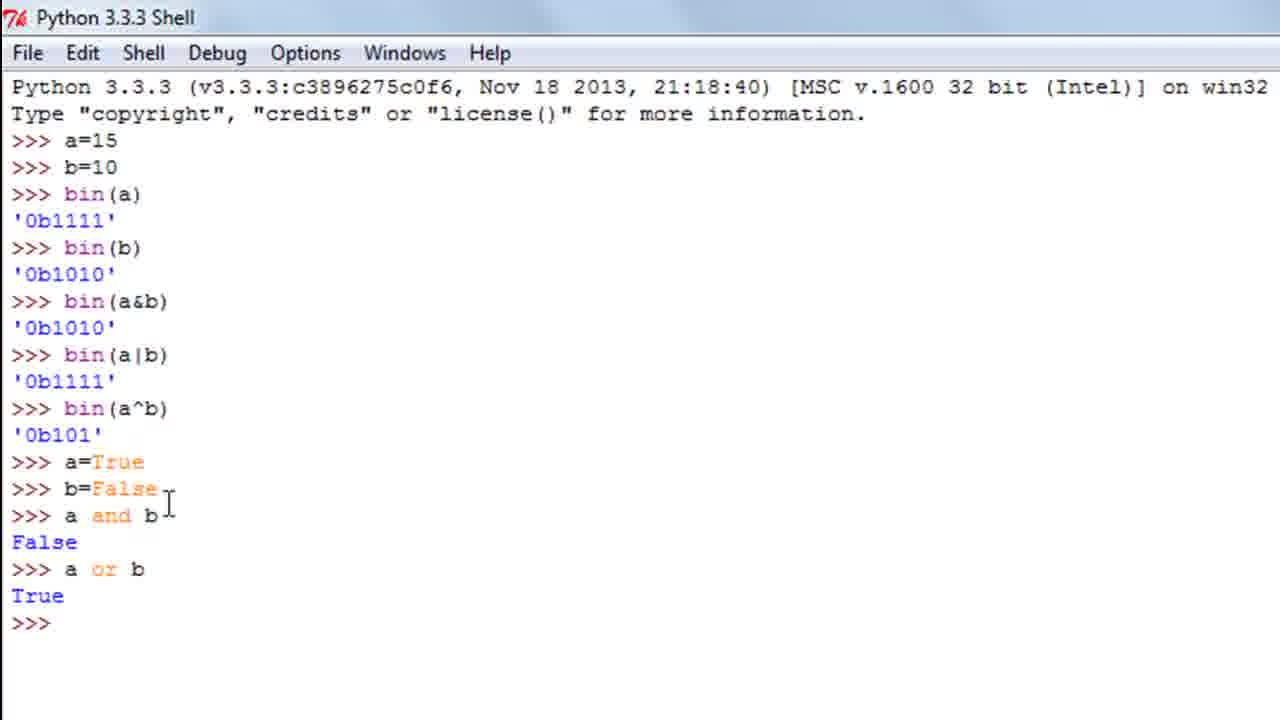 Python 3.3.3 Shell
File Edit Shell Debug Options Windows Help
Python 3.3.3 (v3.3.3:c3896275c0f6, Nov 18 2013, 21:18:40) [MSC v.1600 32 bit (Intel)] on win32
Type "copyright", "credits" or "license()" for more information.
>>> a=15
>>> b=10
>>> bin(a)
'0b1111'
>>> bin(b)
'0b1010'
>>> bin(a&b)
'0b1010'
>>> bin(a|b)
'0b1111'
>>> bin(a^b)
'0b101'
>>> a=True
>>> b=False
>>> a and b
False
>>> a or b
True
>>>